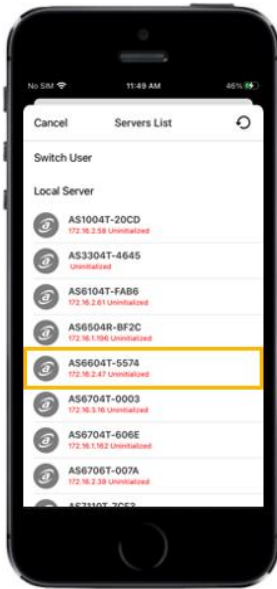 No SIM 11:49 AM 46%
Cancel Servers List
Switch User
Local Server
AS1004T-20CD
172.16.2.58 Uninitialized
AS3304T-4645
Uninitialized
AS6104T-FAB6
172.16.2.61 Uninitialized
AS6504R-BF2C
172.16.1.196 Uninitialized
AS6604T-5574
172.16.2.47 Uninitialized
AS6704T-0003
172.16.3.16 Uninitialized
AS6704T-606E
172.16.1.162 Uninitialized
AS6706T-007A
172.16.2.38 Uninitialized